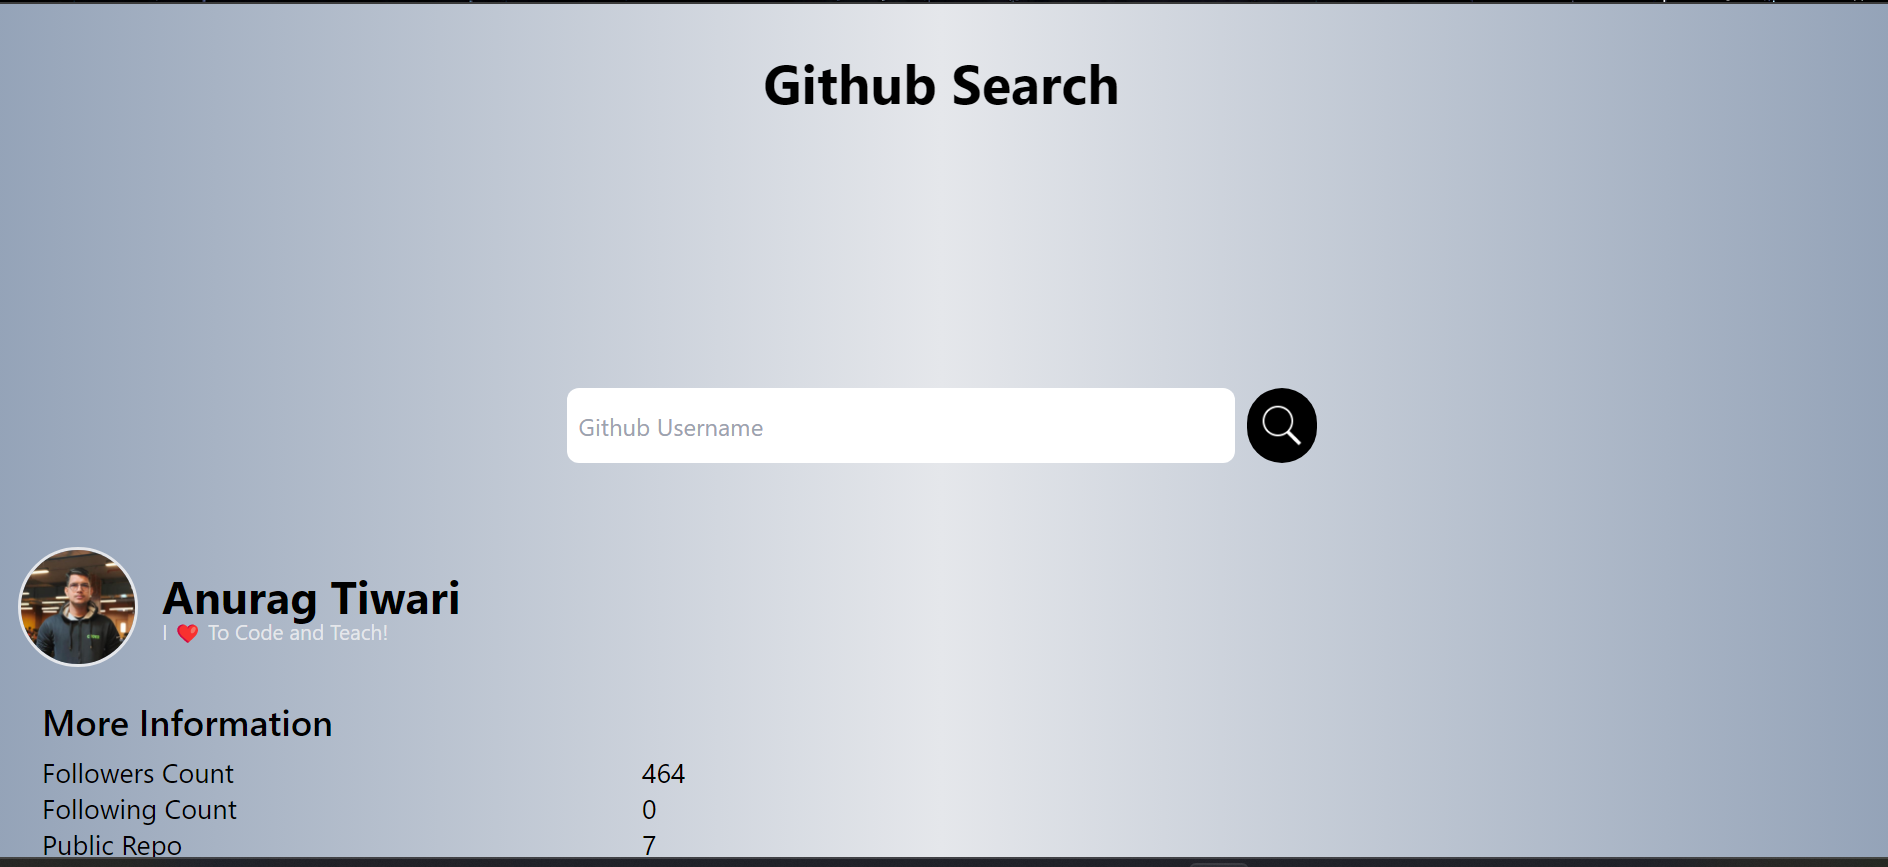 Github Search
Github Username
Anurag Tiwari
I ❤️ To Code and Teach!
More Information
Followers Count 464
Following Count 0
Public Repo 7